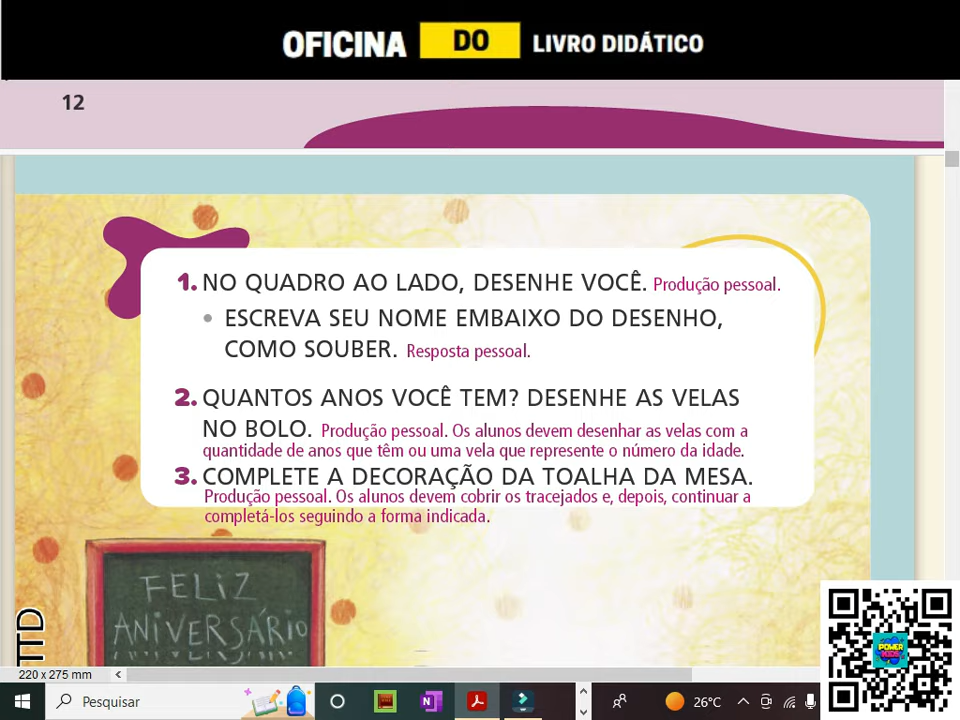 OFICINA DO LIVRO DIDÁTICO
12
1. NO QUADRO AO LADO, DESENHE VOCÊ. Produção pessoal.
• ESCREVA SEU NOME EMBAIXO DO DESENHO,
COMO SOUBER. Resposta pessoal.
2. QUANTOS ANOS VOCÊ TEM? DESENHE AS VELAS
NO BOLO. Produção pessoal. Os alunos devem desenhar as velas com a
quantidade de anos que têm ou uma vela que represente o número da idade.
3. COMPLETE A DECORAÇÃO DA TOALHA DA MESA.
Produção pessoal. Os alunos devem cobrir os tracejados e, depois, continuar a
completá-los seguindo a forma indicada.
FELIZ
ANIVERSÁRIO
TTD
POWER
KIDS
220 x 275 mm
Pesquisar
26°C